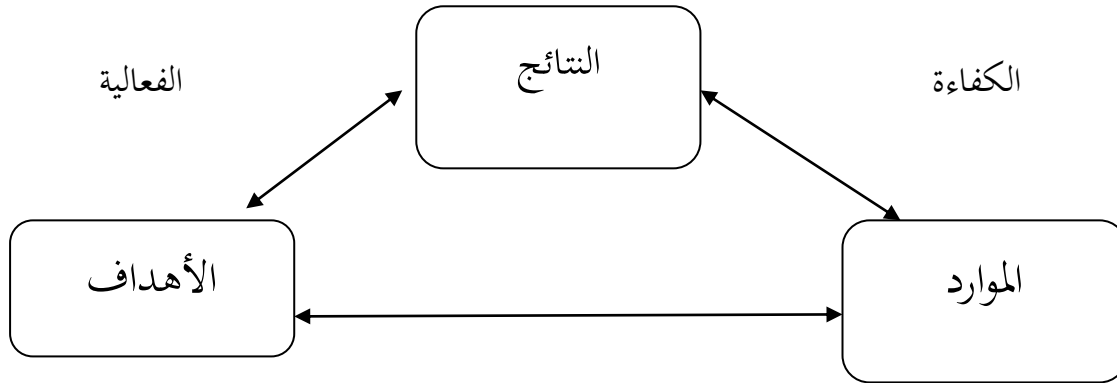 النتائج
الكفاءة
الفعالية
الموارد
الأهداف